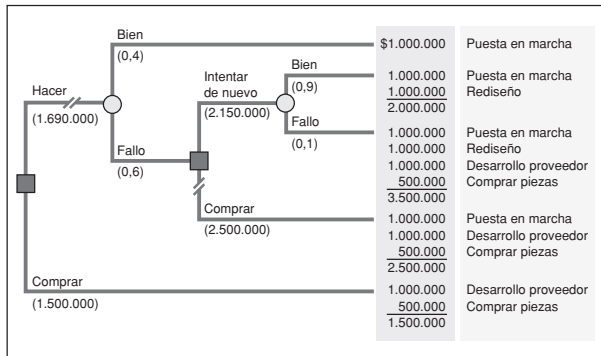 Bien
(0,4)
$1.000.000 Puesta en marcha
Hacer
(1.690.000)
Intentar
de nuevo
(2.150.000)
Bien
(0,9)
1.000.000 Puesta en marcha
1.000.000 Rediseño
2.000.000
Fallo
(0,1)
1.000.000 Puesta en marcha
1.000.000 Rediseño
1.000.000 Desarrollo proveedor
500.000 Comprar piezas
3.500.000
Fallo
(0,6)
Comprar
(2.500.000)
1.000.000 Puesta en marcha
1.000.000 Desarrollo proveedor
500.000 Comprar piezas
2.500.000
Comprar
(1.500.000)
1.000.000 Desarrollo proveedor
500.000 Comprar piezas
1.500.000